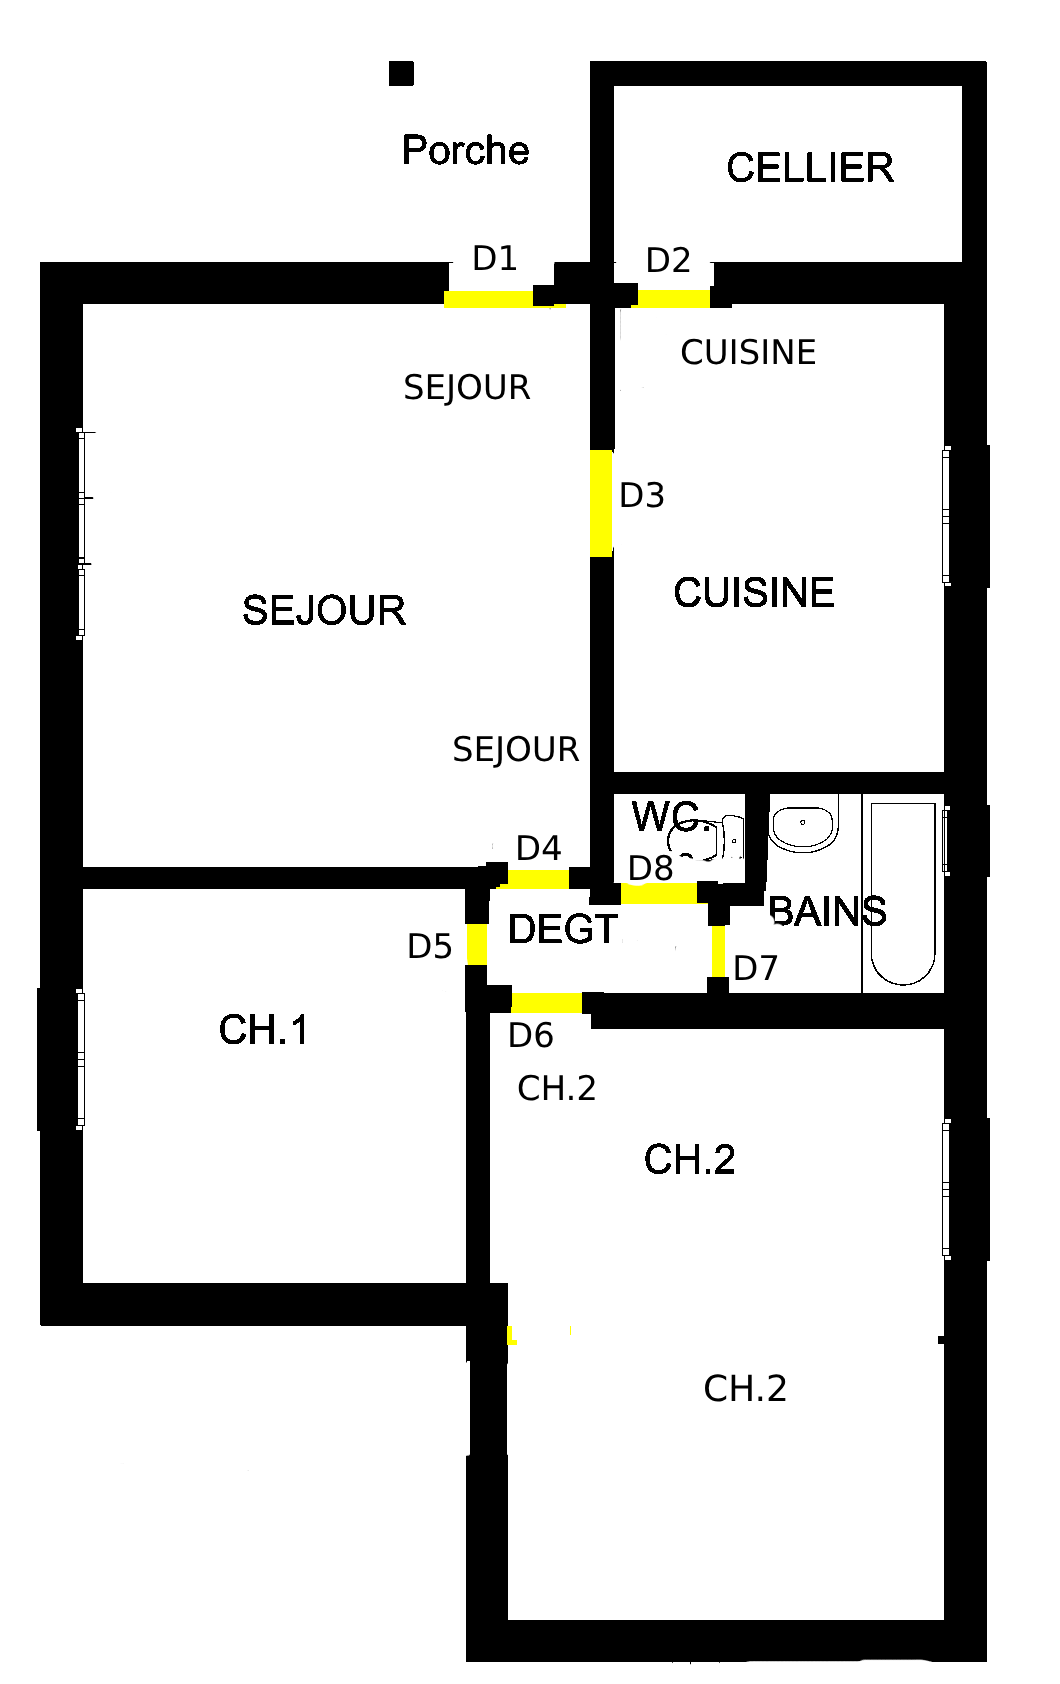 Porche
CELLIER
D1
D2
CUISINE
SEJOUR
D3
CUISINE
SEJOUR
SEJOUR
WC.
D4
D8
BAINS
DEGT
D5
D7
CH.1
D6
CH.2
CH.2
CH.2